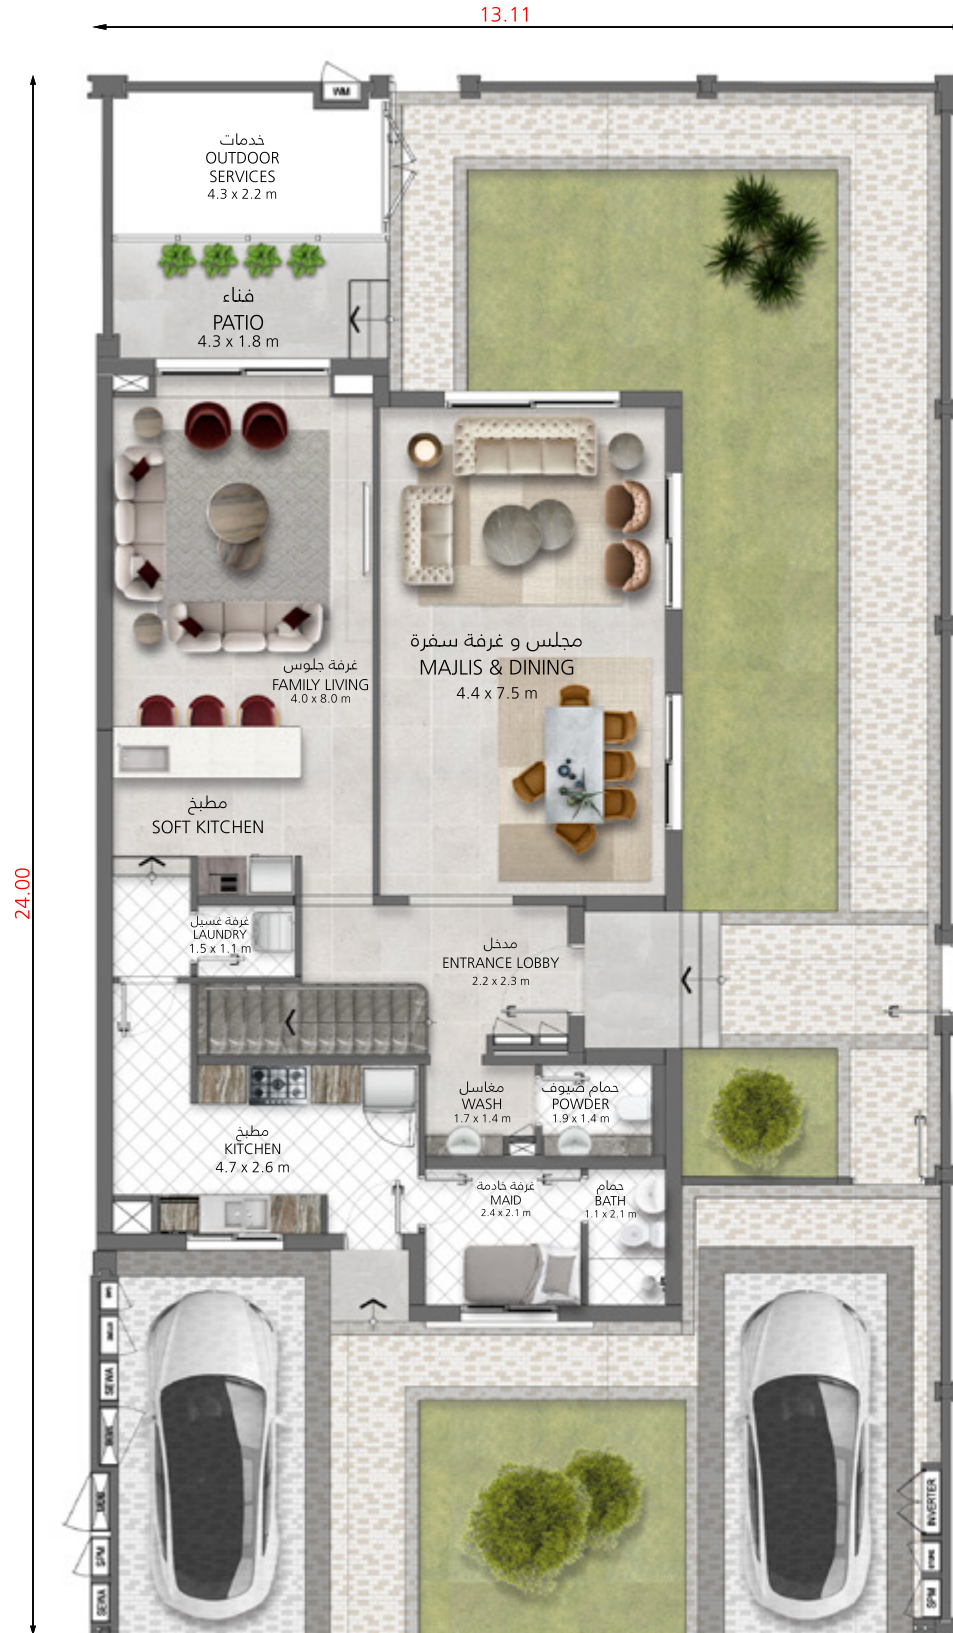 13.11
WM
خدمات
OUTDOOR
SERVICES
4.3 x 2.2 m
فناء
PATIO
4.3 x 1.8 m
مجلس و غرفة سفرة
MAJLIS & DINING
4.4 x 7.5 m
غرفة جلوس
FAMILY LIVING
4.0 x 8.0 m
مطبخ
SOFT KITCHEN
24.00
غرفة غسيل
LAUNDRY
1.5 x 1.1 m
مدخل
ENTRANCE LOBBY
2.2 x 2.3 m
مغاسل
WASH
1.7 x 1.4 m
حمام ضيوف
POWDER
1.9 x 1.4 m
مطبخ
KITCHEN
4.7 x 2.6 m
غرفة خادمة
MAID
2.4 x 2.1 m
حمام
BATH
1.1 x 2.1 m
SEWA
SPM
SEWA
INVERTER
SPM